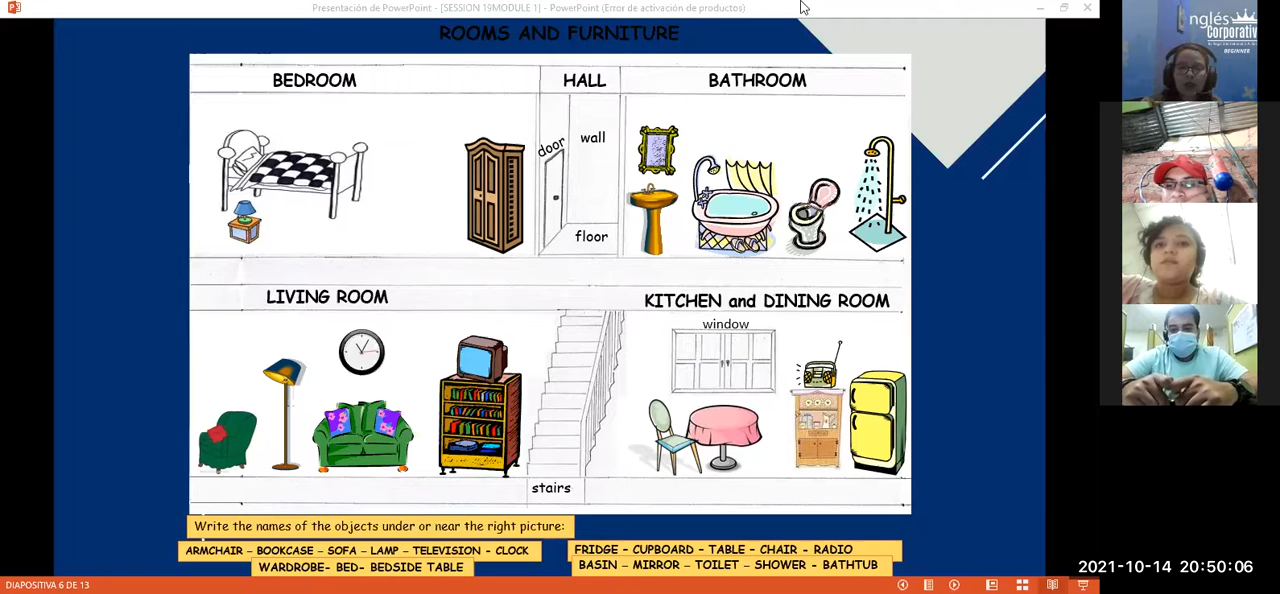 Presentación de PowerPoint - [SESSION 19MODULE 1] - PowerPoint (Error de activación de productos)
nglés
Corporativ
BEGINNER
ROOMS AND FURNITURE
BEDROOM
HALL
BATHROOM
door
wall
floor
LIVING ROOM
KITCHEN and DINING ROOM
window
stairs
Write the names of the objects under or near the right picture:
ARMCHAIR – BOOKCASE – SOFA – LAMP – TELEVISION - CLOCK
WARDROBE- BED- BEDSIDE TABLE
FRIDGE - CUPBOARD - TABLE - CHAIR - RADIO
BASIN – MIRROR – TOILET – SHOWER - BATHTUB
2021-10-14 20:50:06
DIAPOSITIVA 6 DE 13